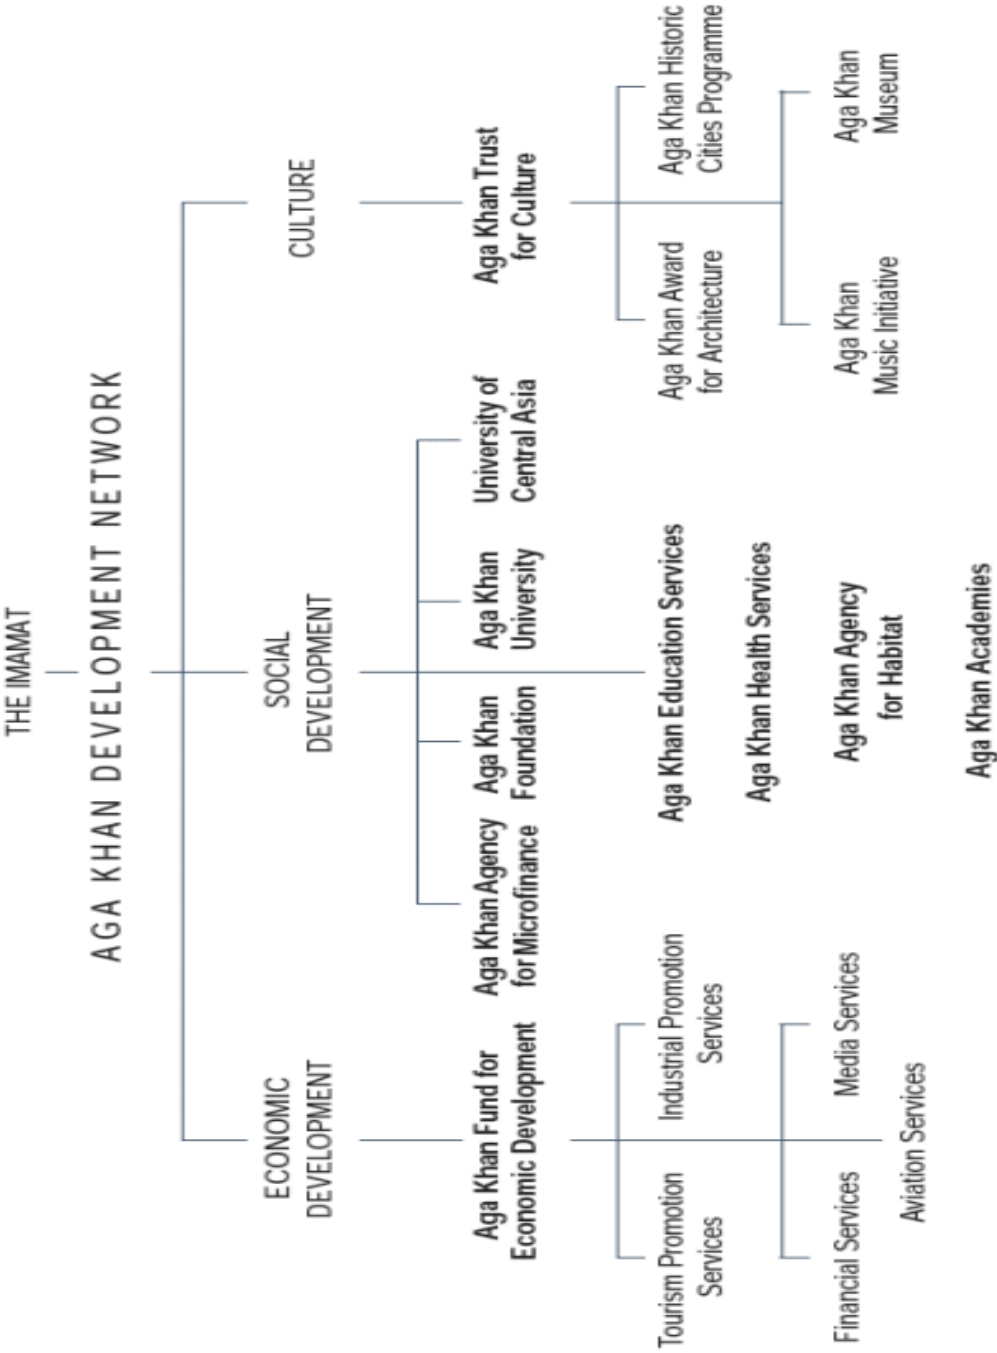 THE IMAMAT
AGA KHAN DEVELOPMENT NETWORK
ECONOMIC
DEVELOPMENT
SOCIAL
DEVELOPMENT
CULTURE
Aga Khan Fund for
Economic Development
Aga Khan Agency
for Microfinance
Aga Khan
Foundation
Aga Khan
University
University of
Central Asia
Aga Khan Trust
for Culture
Tourism Promotion
Services
Industrial Promotion
Services
Aga Khan Education Services
Aga Khan Award
for Architecture
Aga Khan Historic
Cities Programme
Aga Khan Health Services
Financial Services
Media Services
Aga Khan Agency
for Habitat
Aga Khan
Music Initiative
Aga Khan
Museum
Aviation Services
Aga Khan Academies